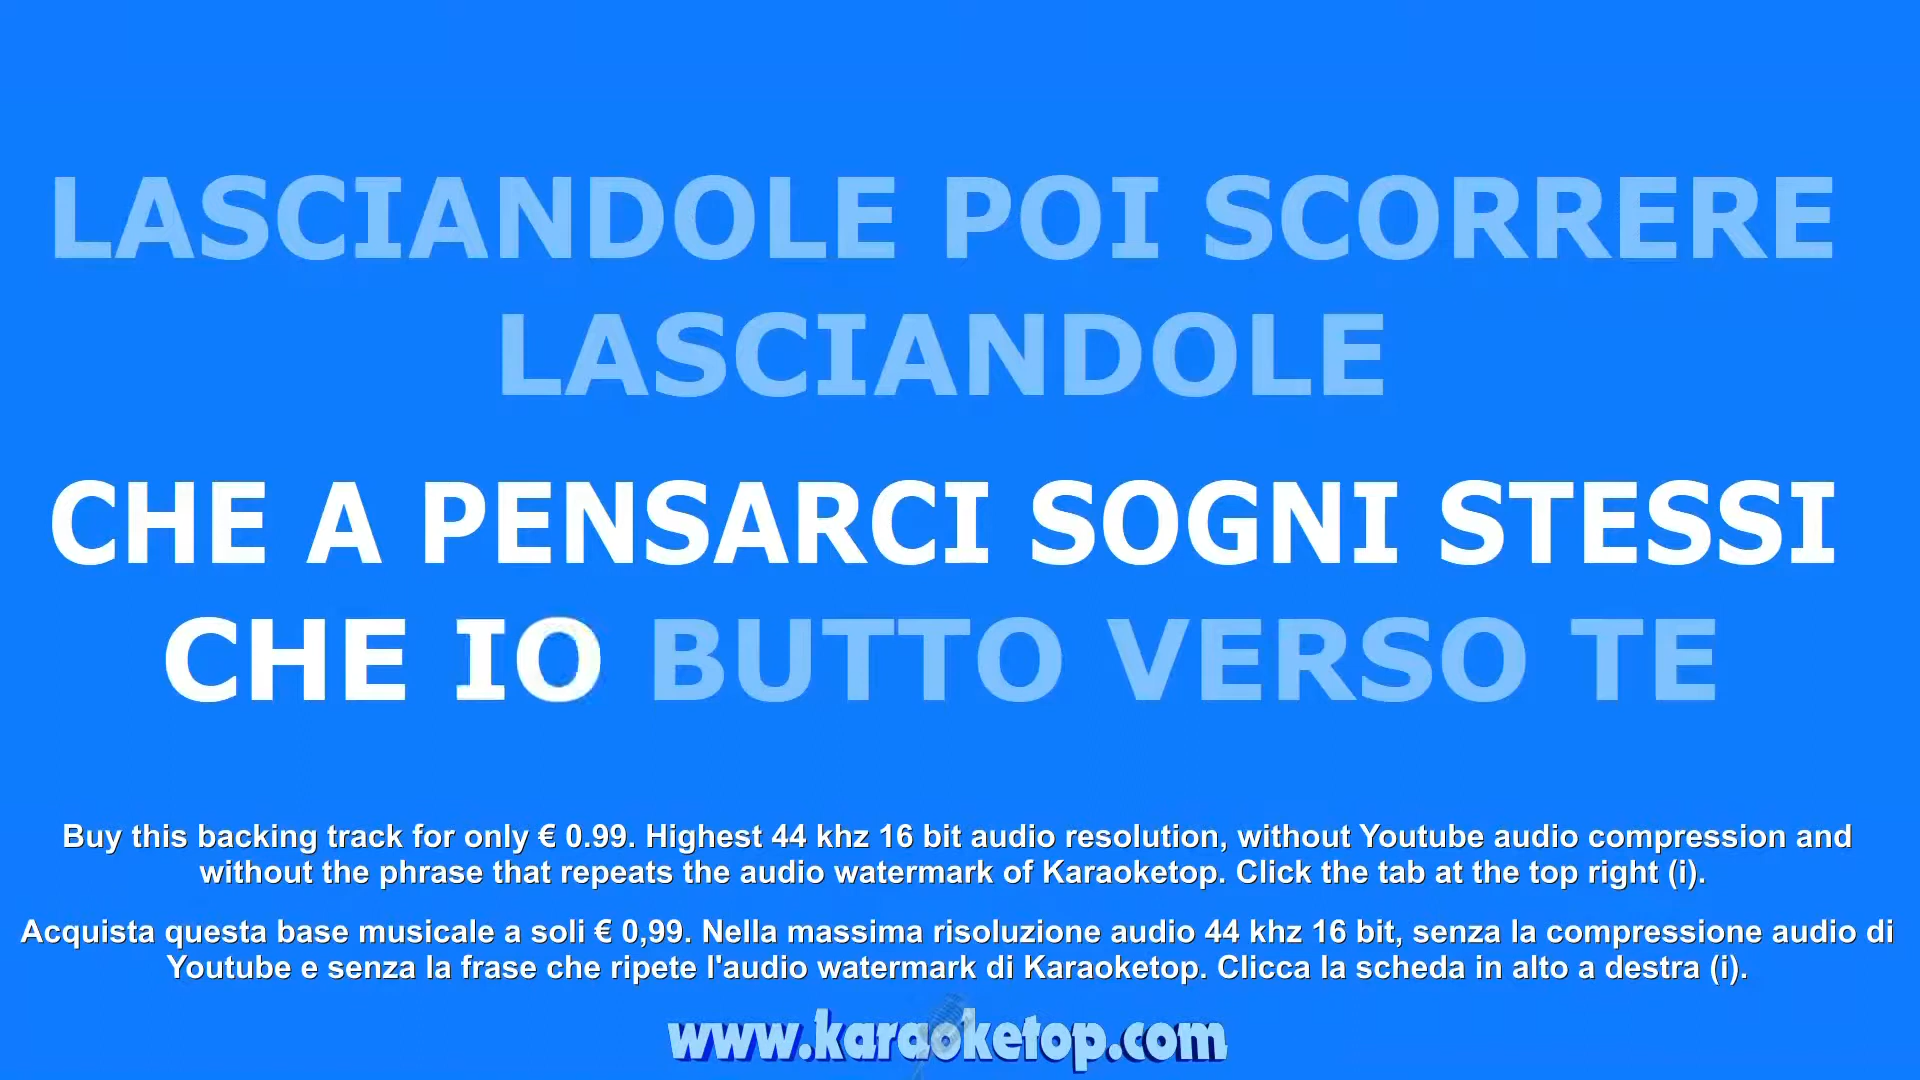 LASCIANDOLE POI SCORRERE
LASCIANDOLE
CHE A PENSARCI SOGNI STESSI
CHE IO BUTTO VERSO TE
Buy this backing track for only € 0.99. Highest 44 khz 16 bit audio resolution, without Youtube audio compression and
without the phrase that repeats the audio watermark of Karaoketop. Click the tab at the top right (i).
Acquista questa base musicale a soli € 0,99. Nella massima risoluzione audio 44 khz 16 bit, senza la compressione audio di
Youtube e senza la frase che ripete l'audio watermark di Karaoketop. Clicca la scheda in alto a destra (i).
www.karaoketop.com